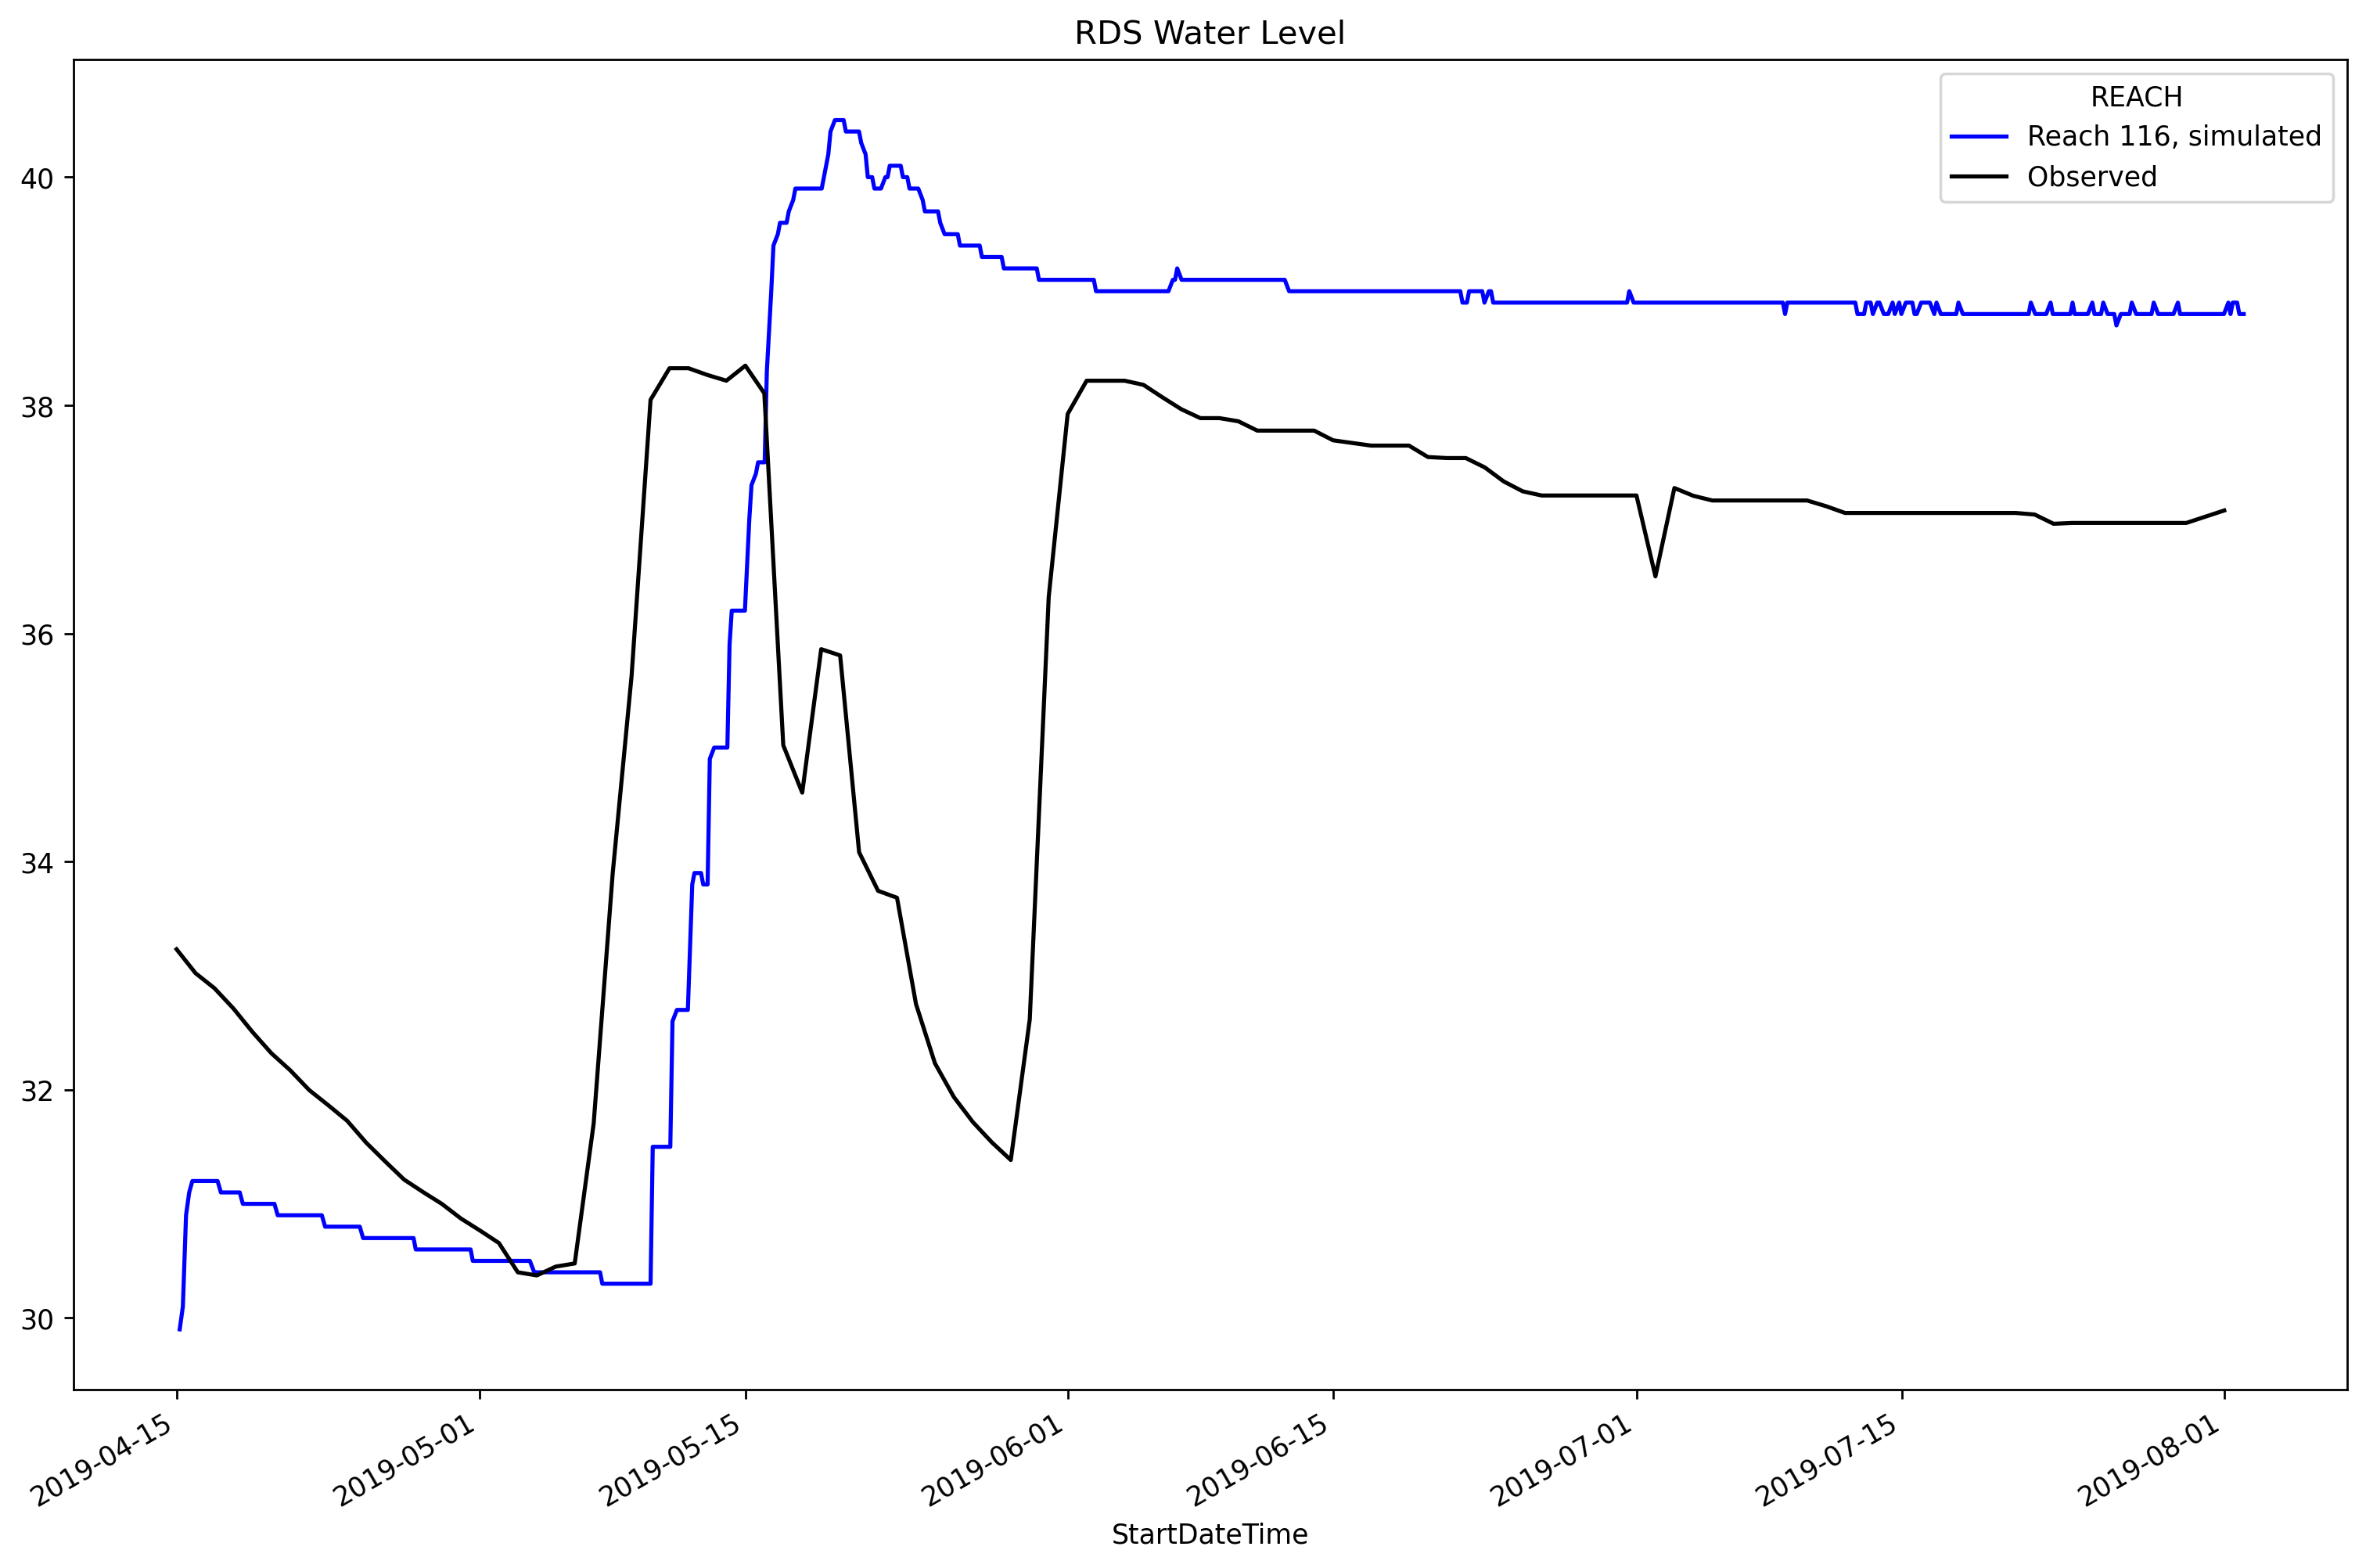 RDS Water Level
REACH
Reach 116, simulated
Observed
40
38
36
34
32
30
2019-04-15
2019-05-01
2019-05-15
2019-06-01
2019-06-15
2019-07-01
2019-07-15
2019-08-01
StartDateTime